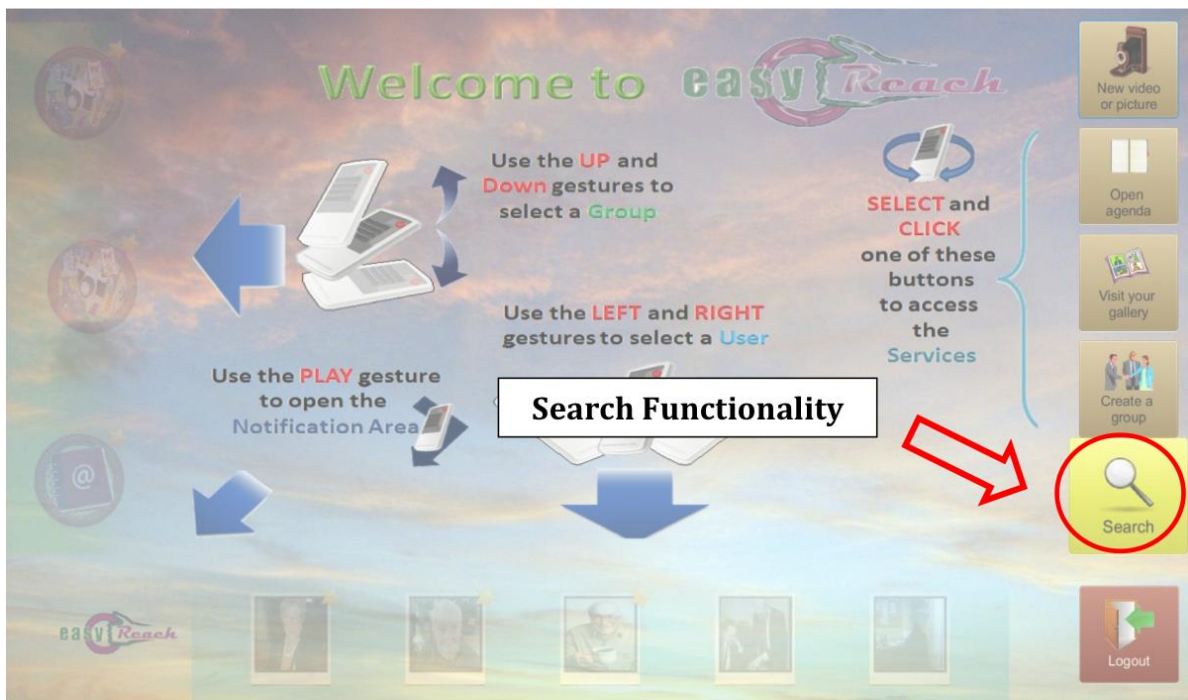 Welcome to easy Reach
Use the UP and
Down gestures to
select a Group
Use the LEFT and RIGHT
gestures to select a User
Use the PLAY gesture
to open the
Notification Area
SELECT and
CLICK
one of these
buttons
to access
the
Services
Search Functionality
New video
or picture
Open
agenda
Visit your
gallery
Create a
group
Search
Logout
@
easy Reach